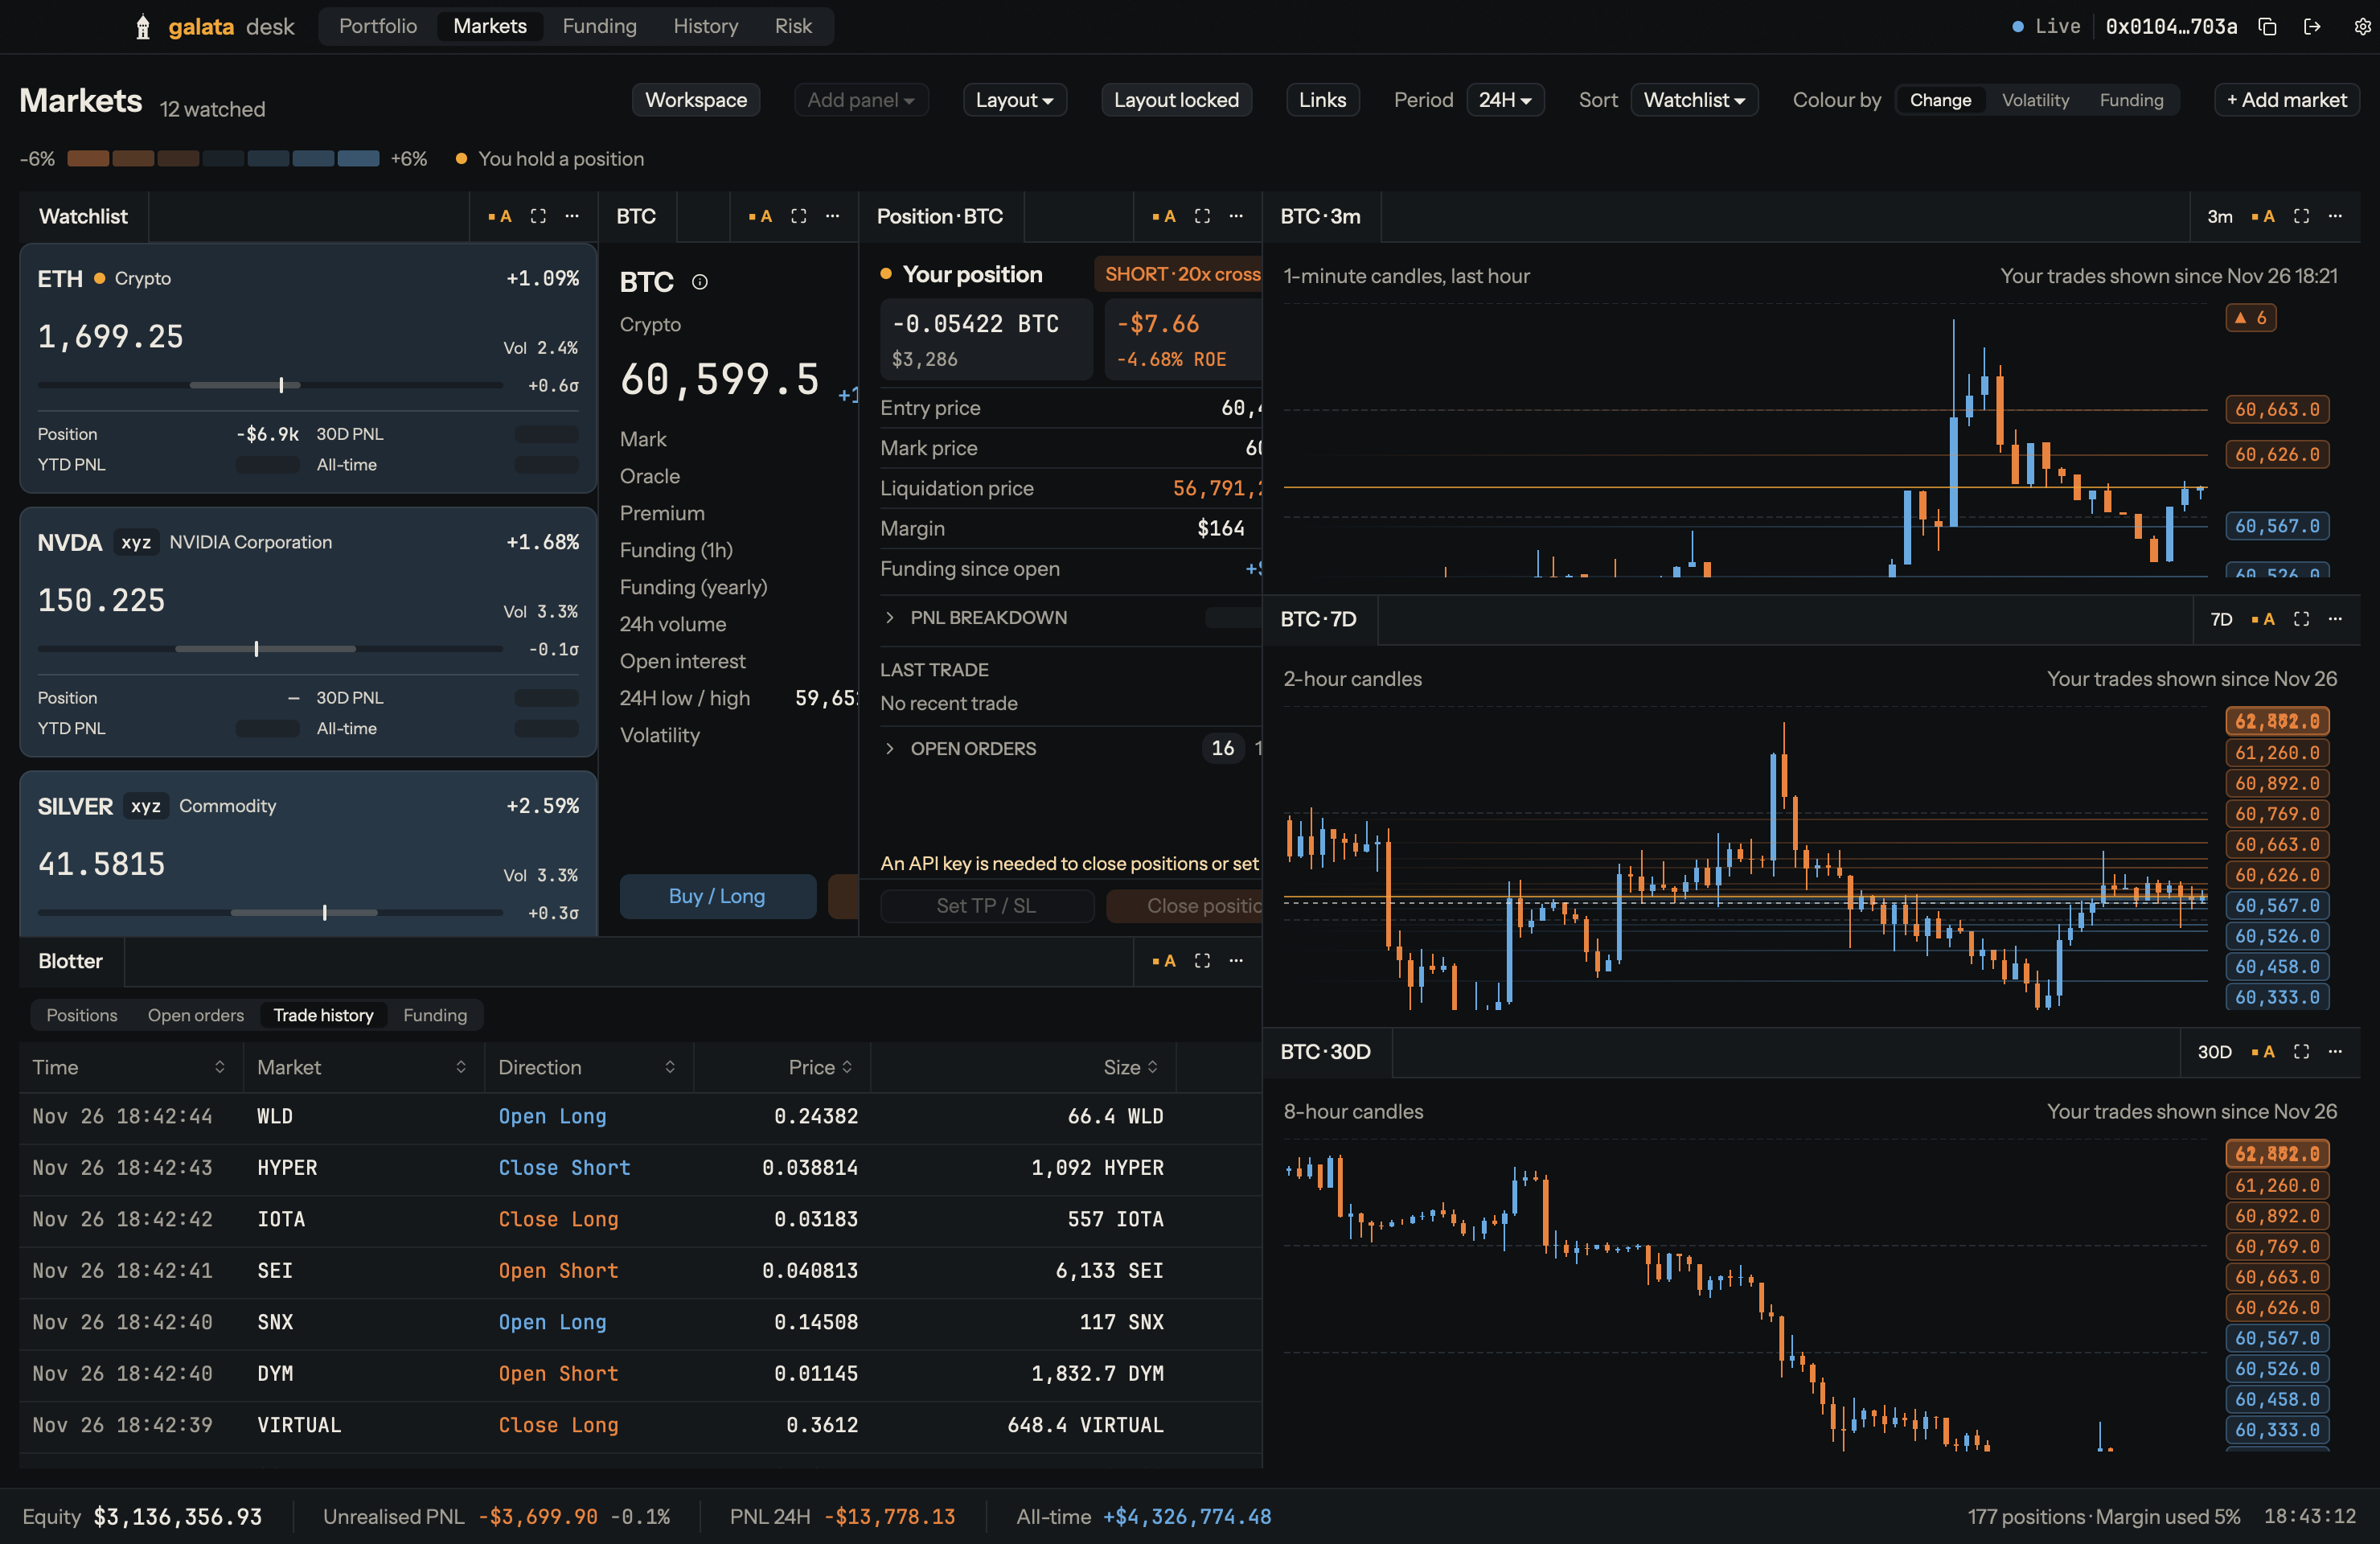 galata desk
Portfolio Markets Funding History Risk
Live 0x0104…703a
Markets 12 watched
Workspace Add panel Layout Layout locked Links Period 24H Sort Watchlist Colour by Change Volatility Funding + Add market
-6% +6% You hold a position
Watchlist A ···
ETH Crypto +1.09%
1,699.25
Vol 2.4%
+0.6σ
Position -$6.9k 30D PNL
YTD PNL All-time
NVDA xyz NVIDIA Corporation +1.68%
150.225
Vol 3.3%
-0.1σ
Position — 30D PNL
YTD PNL All-time
SILVER xyz Commodity +2.59%
41.5815
Vol 3.3%
+0.3σ
BTC A ···
BTC
Crypto
60,599.5
Mark
Oracle
Premium
Funding (1h)
Funding (yearly)
24h volume
Open interest
24H low / high
Volatility
Buy / Long
Position·BTC A ···
Your position SHORT·20x cross
-0.05422 BTC
$3,286
-$7.66
-4.68% ROE
Entry price
Mark price
Liquidation price
Margin $164
Funding since open
PNL BREAKDOWN
LAST TRADE
No recent trade
OPEN ORDERS 16
An API key is needed to close positions or set
Set TP / SL
Close
BTC·3m 3m A ···
1-minute candles, last hour Your trades shown since Nov 26 18:21
▲ 6
60,663.0
60,626.0
60,567.0
60,526.0
BTC·7D 7D A ···
2-hour candles Your trades shown since Nov 26
61,260.0
60,892.0
60,769.0
60,663.0
60,626.0
60,567.0
60,526.0
60,458.0
60,333.0
BTC·30D 30D A ···
8-hour candles Your trades shown since Nov 26
61,260.0
60,892.0
60,769.0
60,663.0
60,626.0
60,567.0
60,526.0
60,458.0
60,333.0
Blotter A ···
Positions Open orders Trade history Funding
Time Market Direction Price Size
Nov 26 18:42:44 WLD Open Long 0.24382 66.4 WLD
Nov 26 18:42:43 HYPER Close Short 0.038814 1,092 HYPER
Nov 26 18:42:42 IOTA Close Long 0.03183 557 IOTA
Nov 26 18:42:41 SEI Open Short 0.040813 6,133 SEI
Nov 26 18:42:40 SNX Open Long 0.14508 117 SNX
Nov 26 18:42:40 DYM Open Short 0.01145 1,832.7 DYM
Nov 26 18:42:39 VIRTUAL Close Long 0.3612 648.4 VIRTUAL
Equity $3,136,356.93 Unrealised PNL -$3,699.90 -0.1% PNL 24H -$13,778.13 All-time +$4,326,774.48 177 positions·Margin used 5% 18:43:12